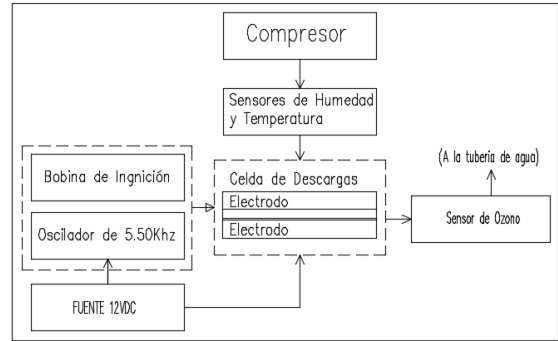 Compresor
Sensores de Humedad
y Temperatura
(A la tuberia de agua)
Bobina de Ingnición
Celda de Descargas
Electrodo
Electrodo
Oscilador de 5.50Khz
Sensor de Ozono
FUENTE 12VDC